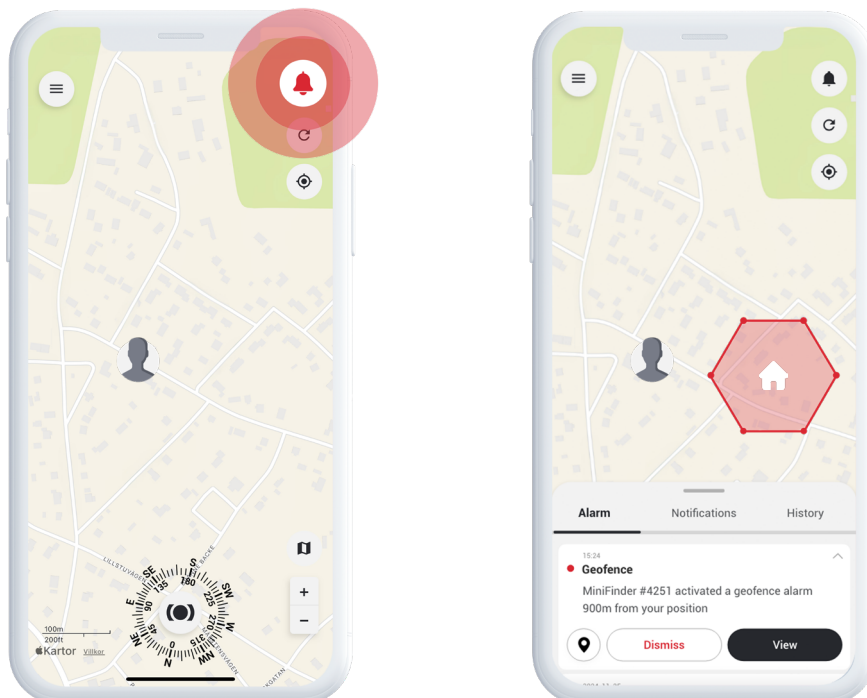 LILLSTUVÄGEN
BACKE
SE
S
SW
W
NW
N
NE
E
135
180
225
270
315
0
45
90
MÅRTENSVÄGEN
+
−
100m
200ft
Kartor
Villkor
Alarm
Notifications
History
15:24
Geofence
MiniFinder #4251 activated a geofence alarm
900m from your position
Dismiss
View